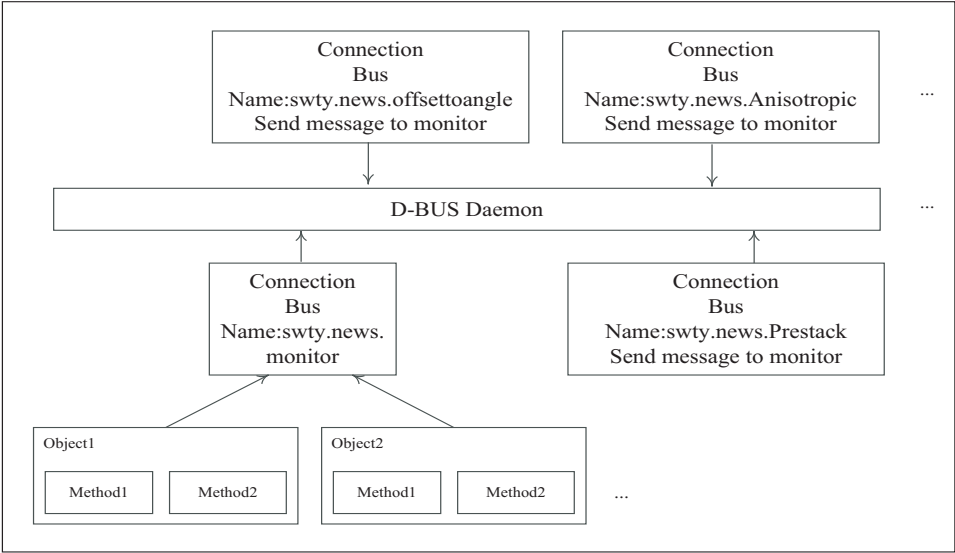 Connection
Bus
Name:swty.news.offsettoangle
Send message to monitor
Connection
Bus
Name:swty.news.Anisotropic
Send message to monitor
...
D-BUS Daemon
...
Connection
Bus
Name:swty.news.
monitor
Connection
Bus
Name:swty.news.Prestack
Send message to monitor
Object1
Method1
Method2
Object2
Method1
Method2
...